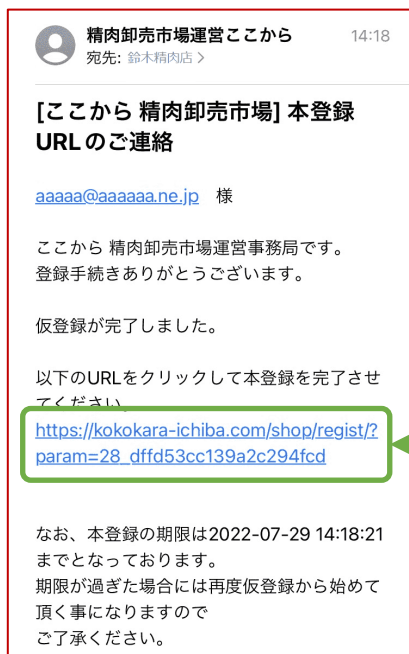 精肉卸売市場運営ここから 14:18
宛先: 鈴木精肉店 >
[ここから 精肉卸売市場] 本登録
URLのご連絡
aaaaa@aaaaaa.ne.jp 様
ここから 精肉卸売市場運営事務局です。
登録手続きありがとうございます。
仮登録が完了しました。
以下のURLをクリックして本登録を完了させ
てください。
https://kokokara-ichiba.com/shop/regist/?
param=28_dffd53cc139a2c294fcd
なお、本登録の期限は2022-07-29 14:18:21
までとなっております。
期限が過ぎた場合には再度仮登録から始めて
頂く事になりますので
ご了承ください。